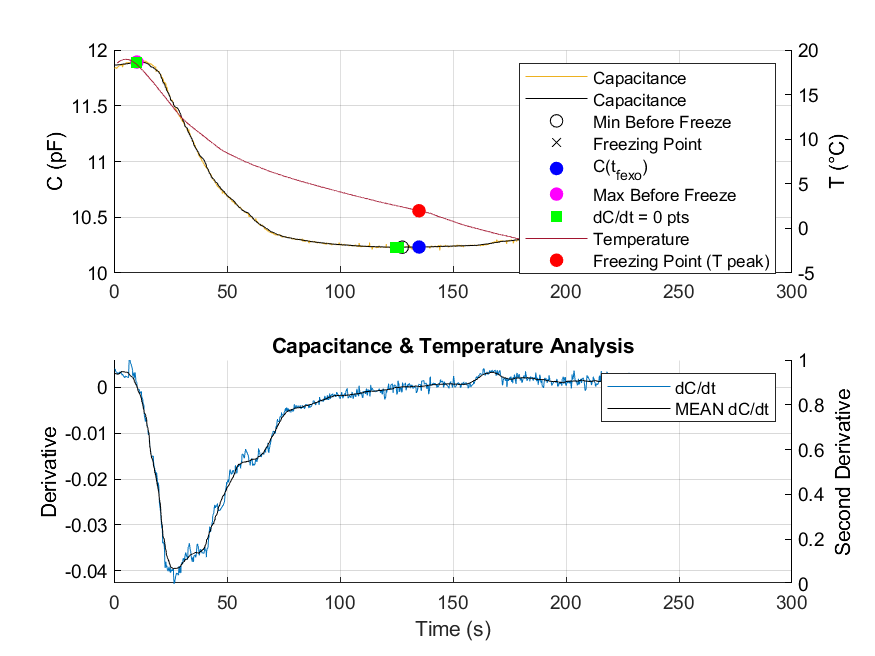 12
11.5
11
10.5
10
C (pF)
20
15
10
5
0
-5
T (°C)
0
50
100
150
200
250
300
Capacitance
Capacitance
Min Before Freeze
Freezing Point
C(t_fexo)
Max Before Freeze
dC/dt = 0 pts
Temperature
Freezing Point (T peak)
Capacitance & Temperature Analysis
0
-0.01
-0.02
-0.03
-0.04
Derivative
1
0.8
0.6
0.4
0.2
0
Second Derivative
dC/dt
MEAN dC/dt
0
50
100
150
200
250
300
Time (s)